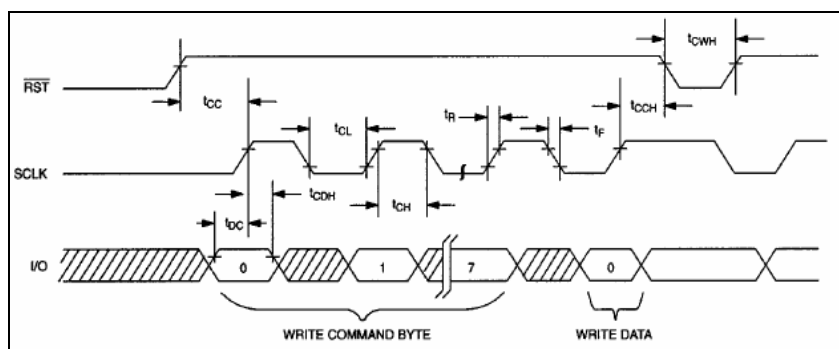 tCWH
RST
tCC
tR
tCCH
tCL
tF
SCLK
tCDH
tCH
tDC
I/O
0
1
7
0
WRITE COMMAND BYTE
WRITE DATA